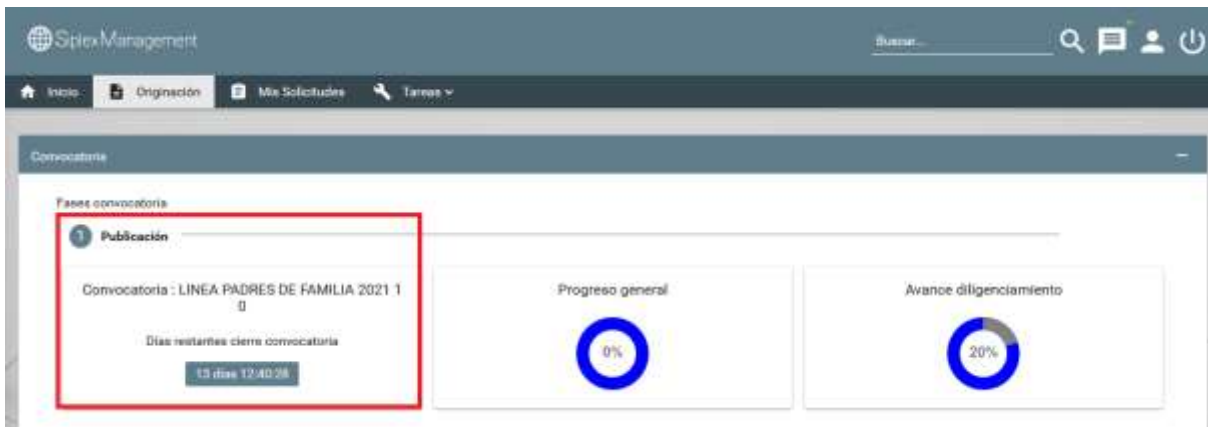 SplexManagement
Buscar...
Inicio Originación Mis Solicitudes Tareas
Convocatoria
Fases convocatoria
1 Publicación
Convocatoria : LINEA PADRES DE FAMILIA 2021 1
0
Días restantes cierre convocatoria
13 días 12:40:28
Progreso general
0%
Avance diligenciamiento
20%